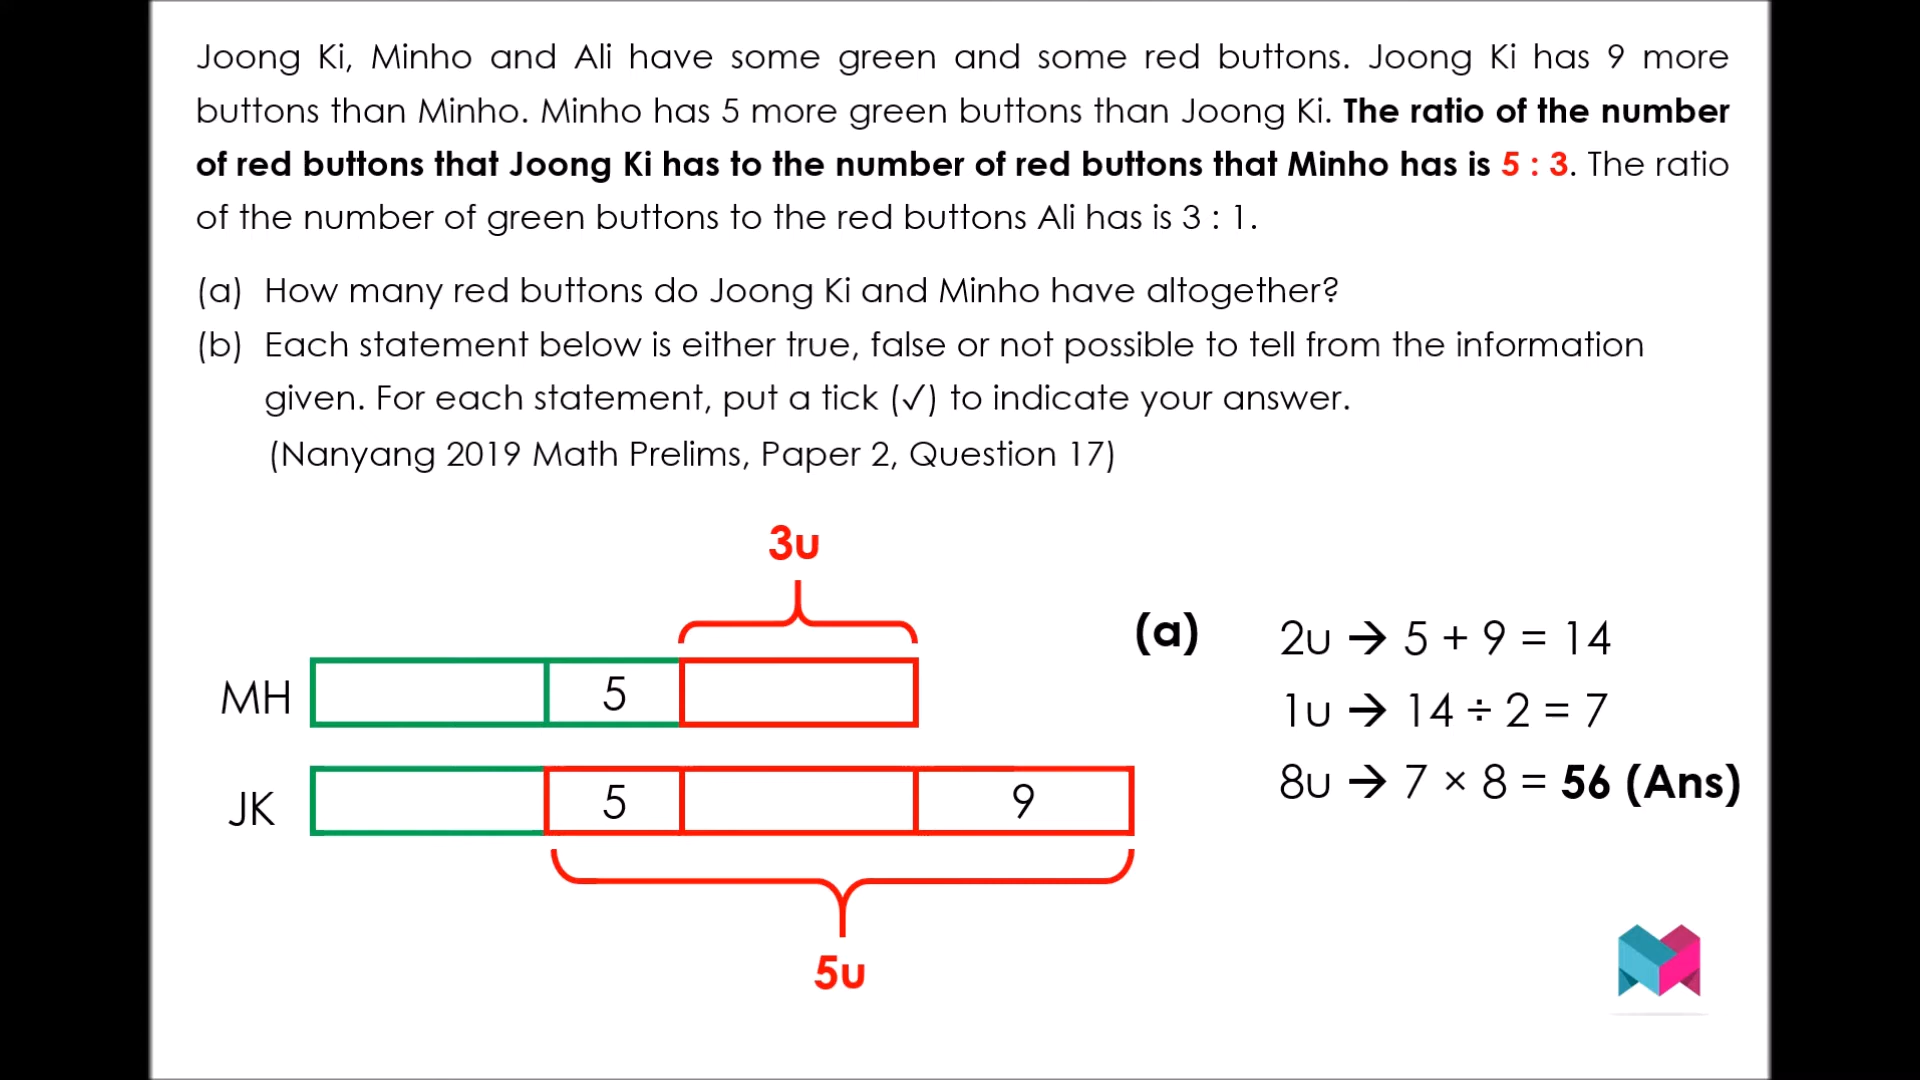 Joong Ki, Minho and Ali have some green and some red buttons. Joong Ki has 9 more
buttons than Minho. Minho has 5 more green buttons than Joong Ki. The ratio of the number
of red buttons that Joong Ki has to the number of red buttons that Minho has is 5 : 3. The ratio
of the number of green buttons to the red buttons Ali has is 3 : 1.
(a) How many red buttons do Joong Ki and Minho have altogether?
(b) Each statement below is either true, false or not possible to tell from the information
given. For each statement, put a tick (✓) to indicate your answer.
(Nanyang 2019 Math Prelims, Paper 2, Question 17)
3u
MH 5
JK 5 9
5u
(a) 2u → 5 + 9 = 14
1u → 14 ÷ 2 = 7
8u → 7 × 8 = 56 (Ans)